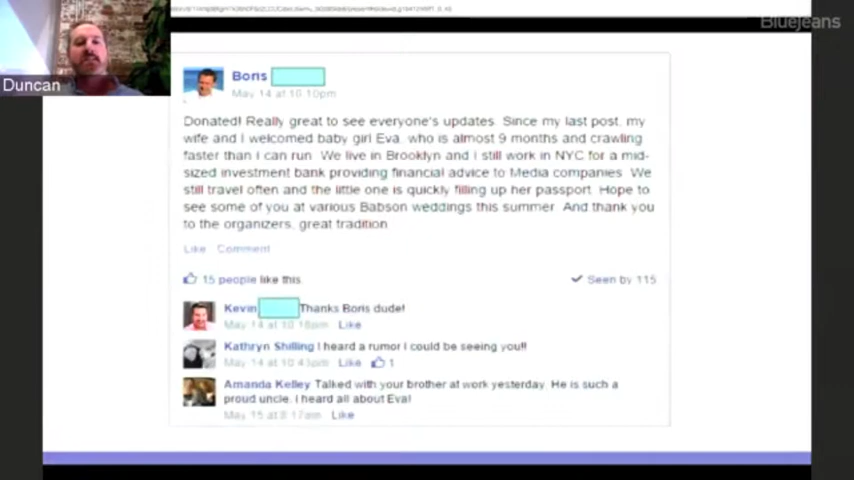 Bluejeans
Duncan
Boris
May 14 at 10:10pm
Donated! Really great to see everyone's updates. Since my last post, my
wife and I welcomed baby girl Eva, who is almost 9 months and crawling
faster than I can run. We live in Brooklyn and I still work in NYC for a mid-
sized investment bank providing financial advice to Media companies. We
still travel often and the little one is quickly filling up her passport. Hope to
see some of you at various Babson weddings this summer. And thank you
to the organizers, great tradition
Like Comment
15 people like this
Seen by 115
Kevin Thanks Boris dude!
May 14 at 10:18pm Like
Kathryn Shilling I heard a rumor I could be seeing you!!
May 14 at 10:43pm Like 1
Amanda Kelley Talked with your brother at work yesterday. He is such a
proud uncle. I heard all about Eva!
May 15 at 8:17am Like